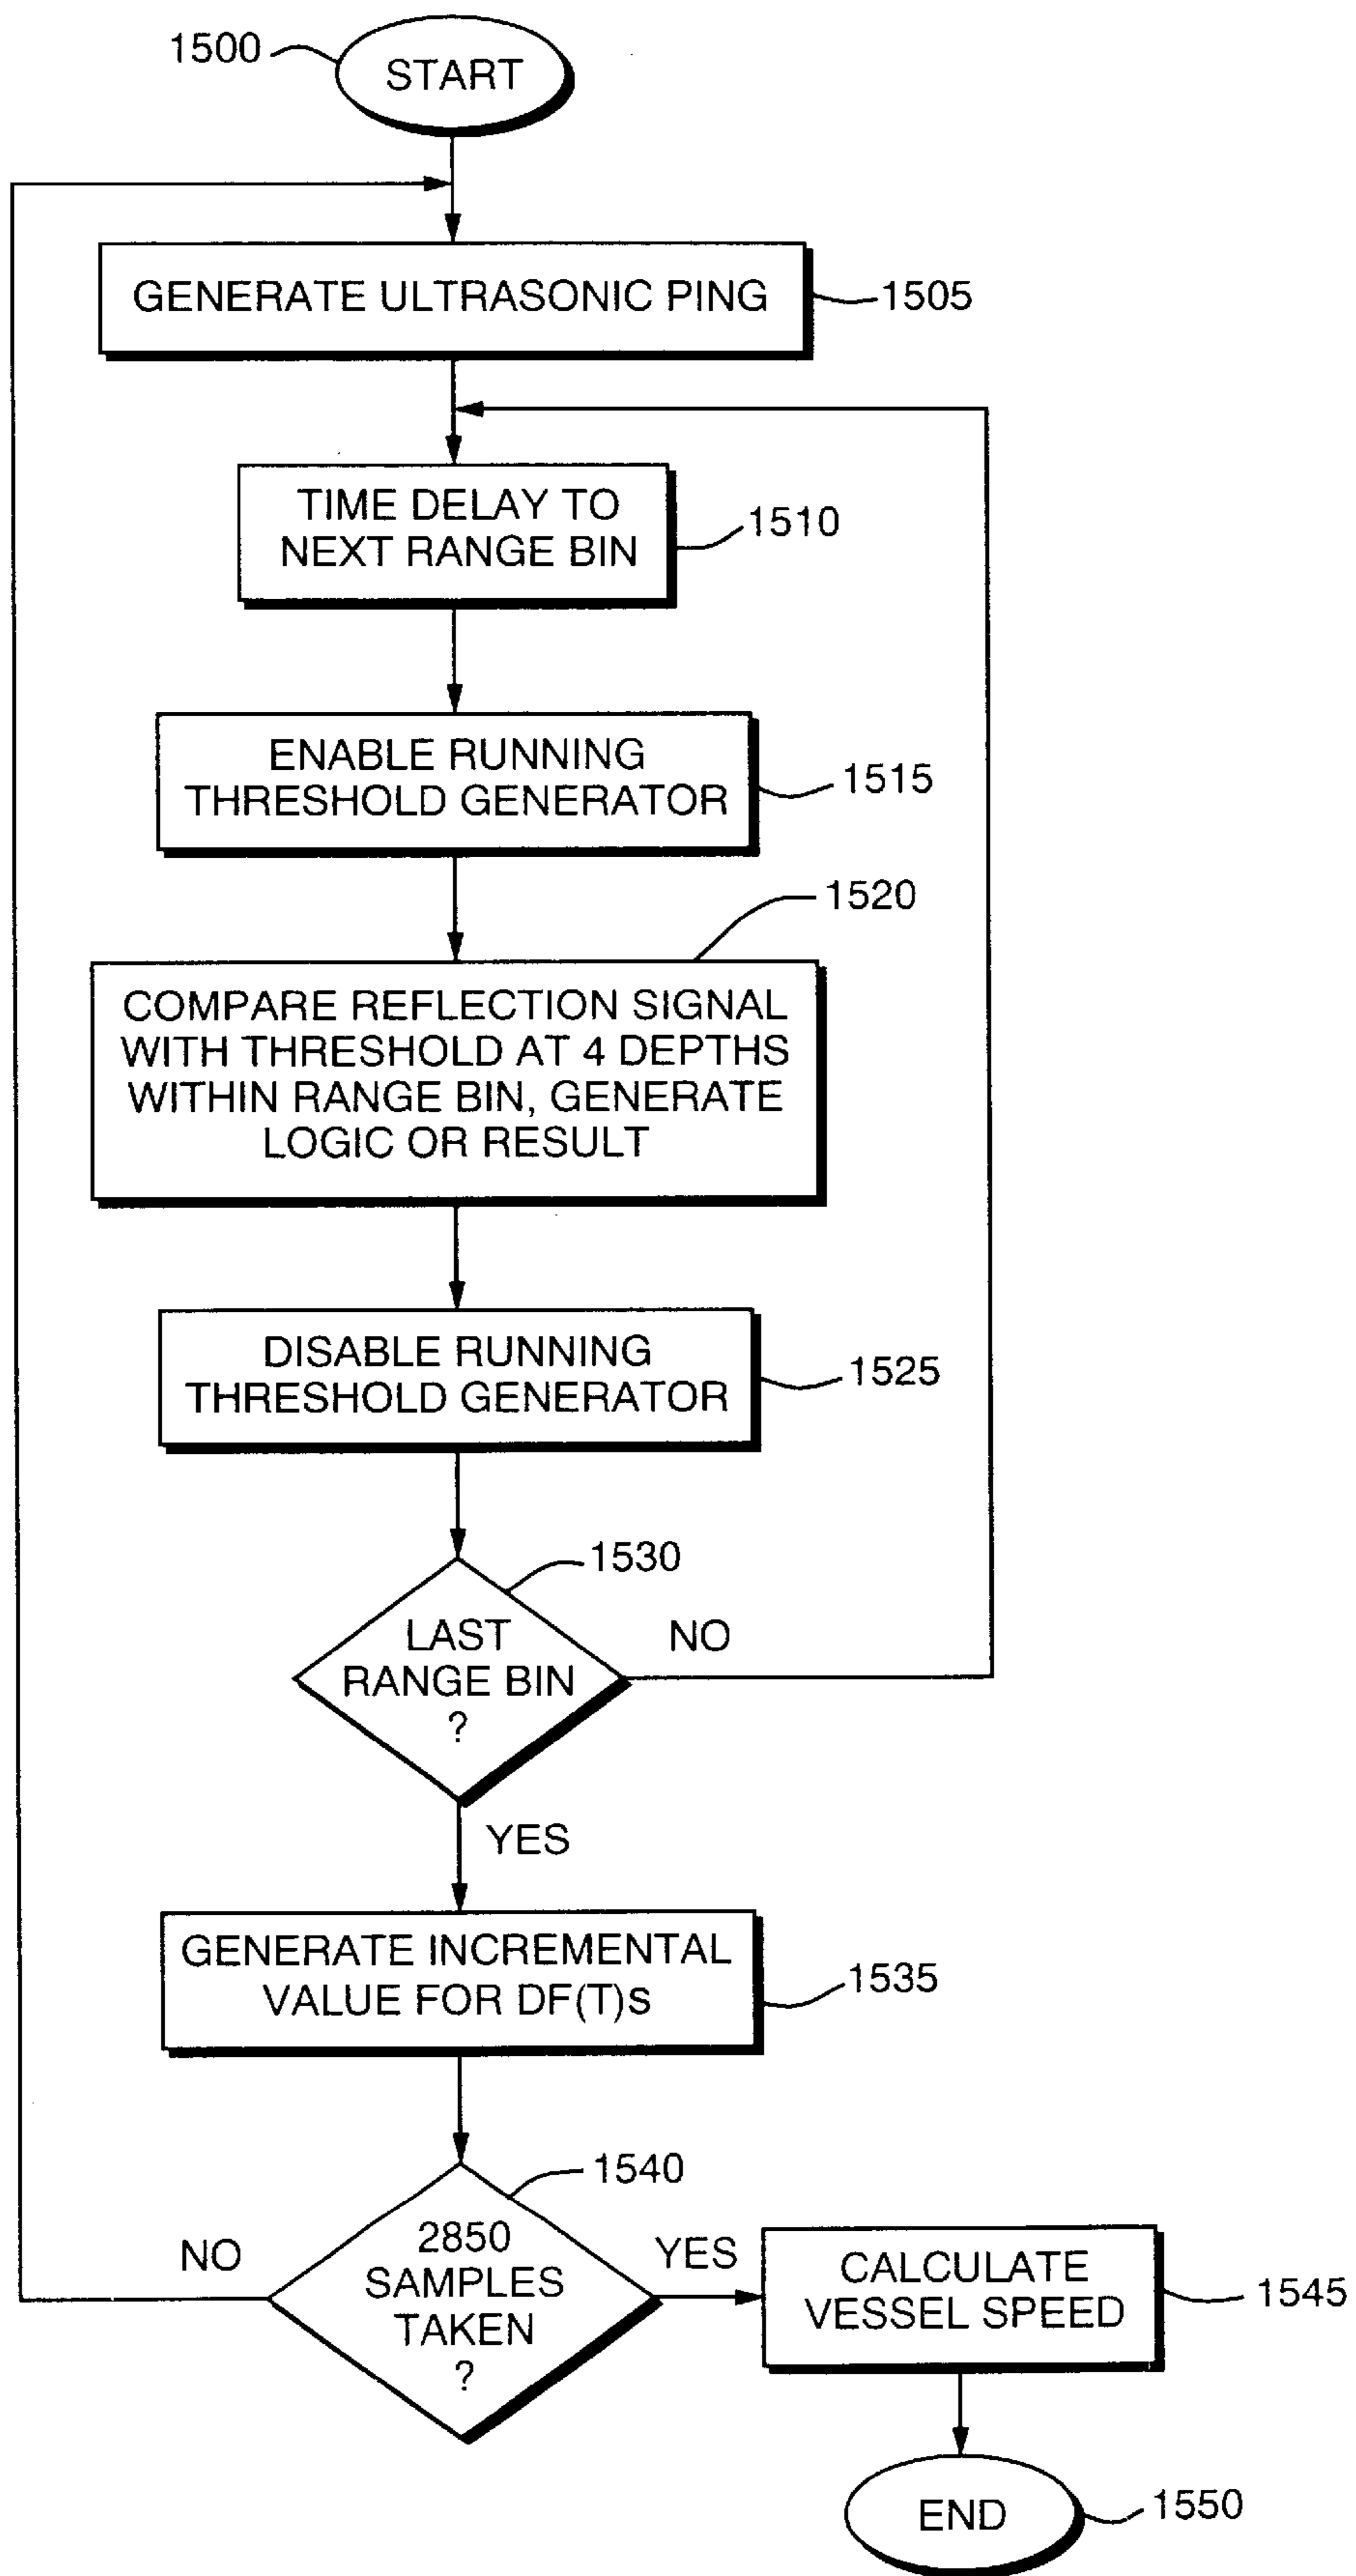 1500
START
GENERATE ULTRASONIC PING
1505
TIME DELAY TO
NEXT RANGE BIN
1510
ENABLE RUNNING
THRESHOLD GENERATOR
1515
1520
COMPARE REFLECTION SIGNAL
WITH THRESHOLD AT 4 DEPTHS
WITHIN RANGE BIN, GENERATE
LOGIC OR RESULT
DISABLE RUNNING
THRESHOLD GENERATOR
1525
1530
LAST
RANGE BIN
?
NO
YES
GENERATE INCREMENTAL
VALUE FOR DF(T)s
1535
1540
2850
SAMPLES
TAKEN
?
NO
YES
CALCULATE
VESSEL SPEED
1545
END
1550